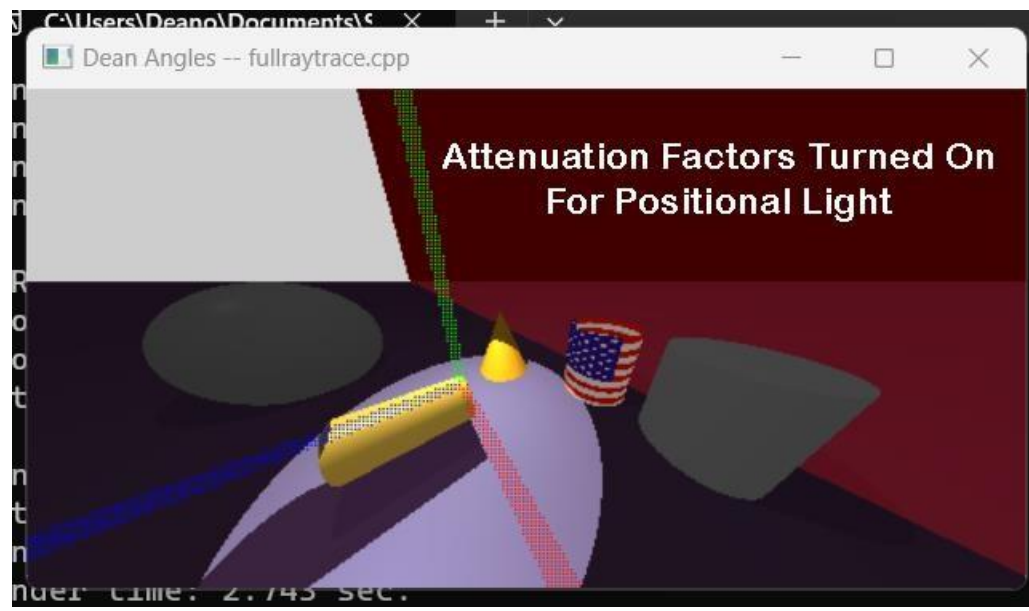 C:\Users\Deano\Documents\S
Dean Angles -- fullraytrace.cpp
Attenuation Factors Turned On
For Positional Light
nder time: 2.743 sec.